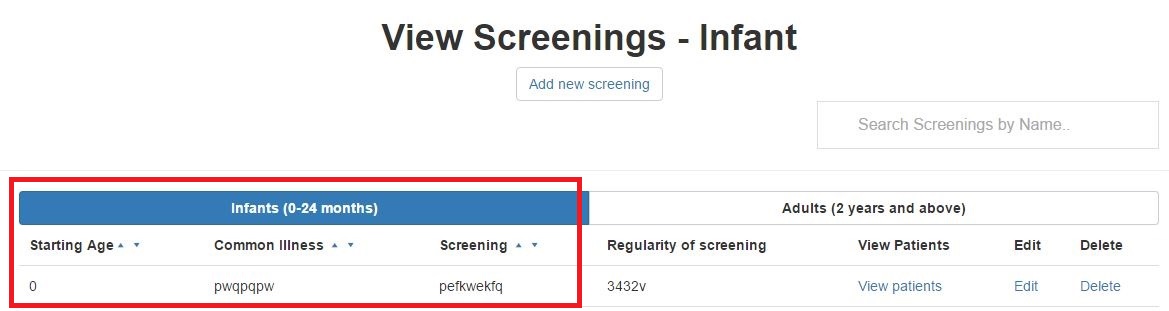 View Screenings - Infant
Add new screening
Search Screenings by Name..
Infants (0-24 months) Adults (2 years and above)
Starting Age Common Illness Screening Regularity of screening View Patients Edit Delete
0 pwqpqpw pefkwekfq 3432v View patients Edit Delete